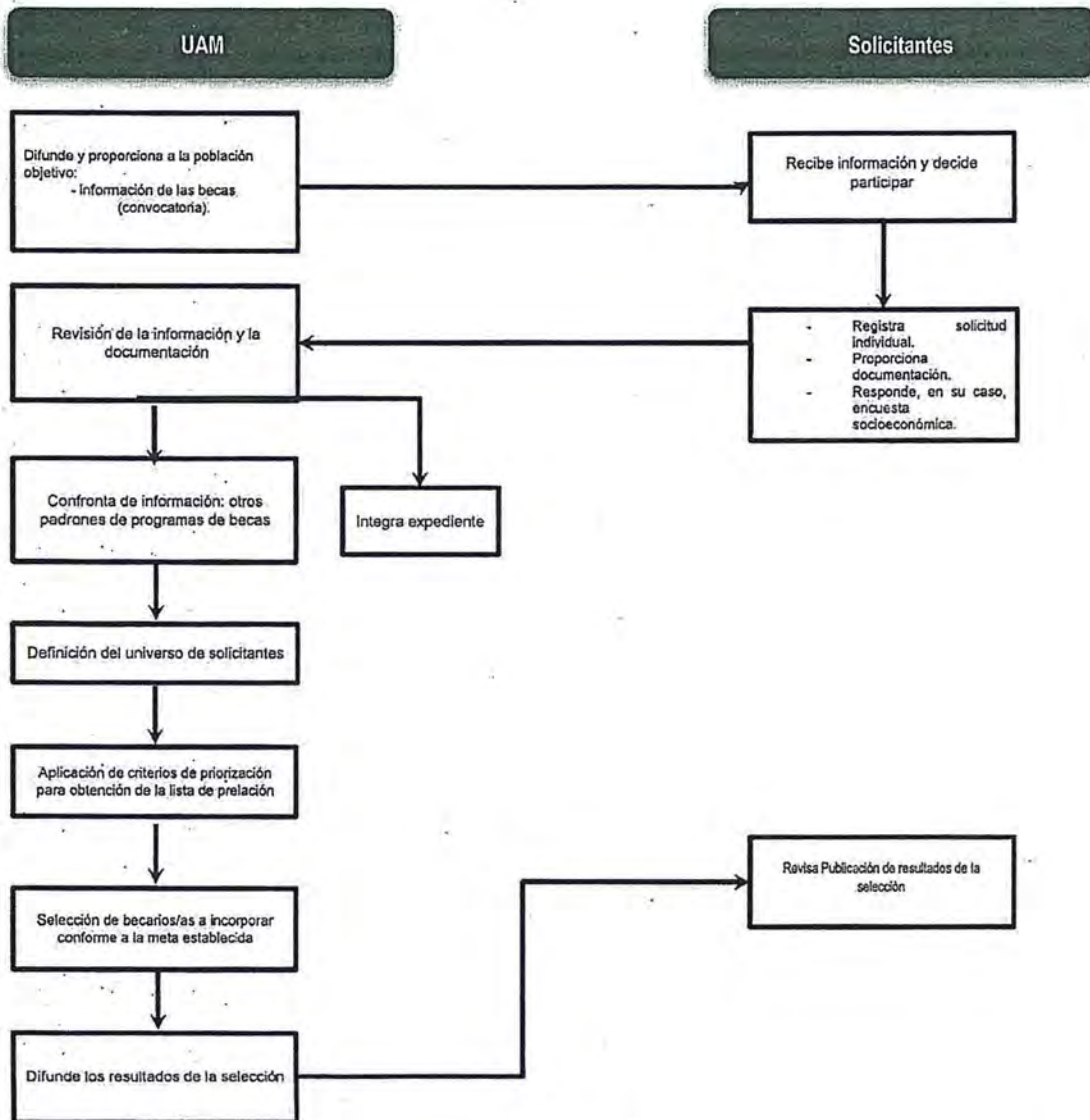 UAM
Solicitantes
Difunde y proporciona a la población
objetivo:
- Información de las becas
(convocatoria).
Recibe información y decide
participar
Revisión de la información y la
documentación
- Registra solicitud
individual.
- Proporciona
documentación.
- Responde, en su caso,
encuesta
socioeconómica.
Confronta de información: otros
padrones de programas de becas
Integra expediente
Definición del universo de solicitantes
Aplicación de criterios de priorización
para obtención de la lista de prelación
Selección de becarios/as a incorporar
conforme a la meta establecida
Revisa Publicación de resultados de la
selección
Difunde los resultados de la selección